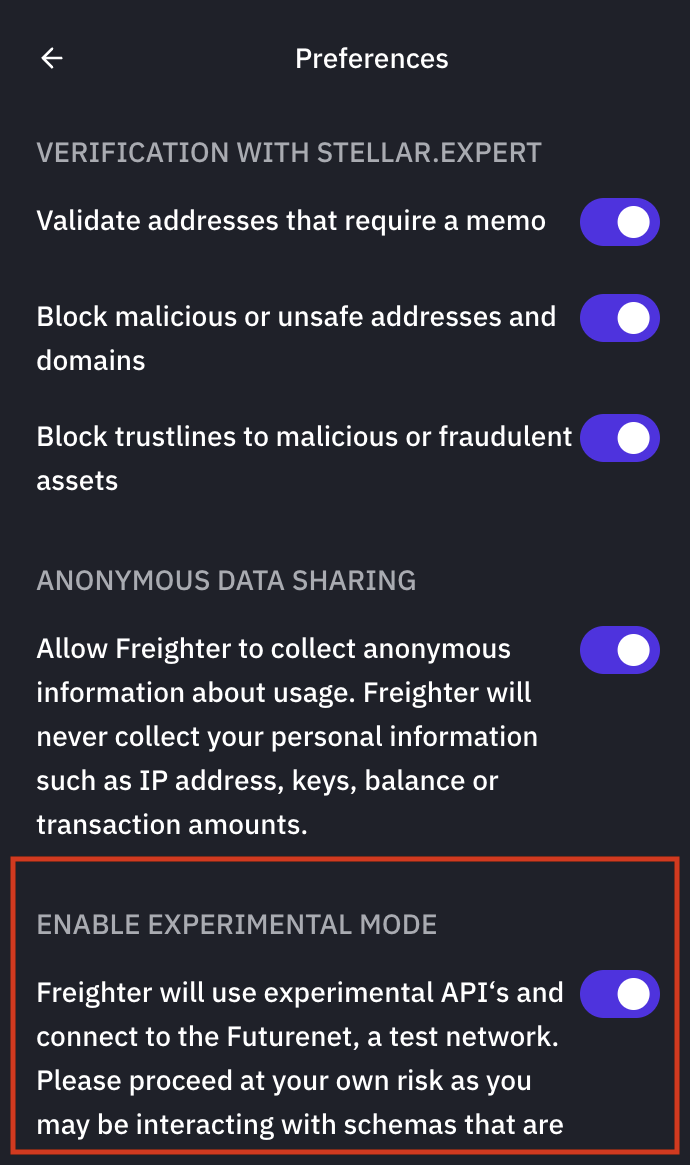 Preferences
VERIFICATION WITH STELLAR.EXPERT
Validate addresses that require a memo
Block malicious or unsafe addresses and
domains
Block trustlines to malicious or fraudulent
assets
ANONYMOUS DATA SHARING
Allow Freighter to collect anonymous
information about usage. Freighter will
never collect your personal information
such as IP address, keys, balance or
transaction amounts.
ENABLE EXPERIMENTAL MODE
Freighter will use experimental API‘s and
connect to the Futurenet, a test network.
Please proceed at your own risk as you
may be interacting with schemas that are